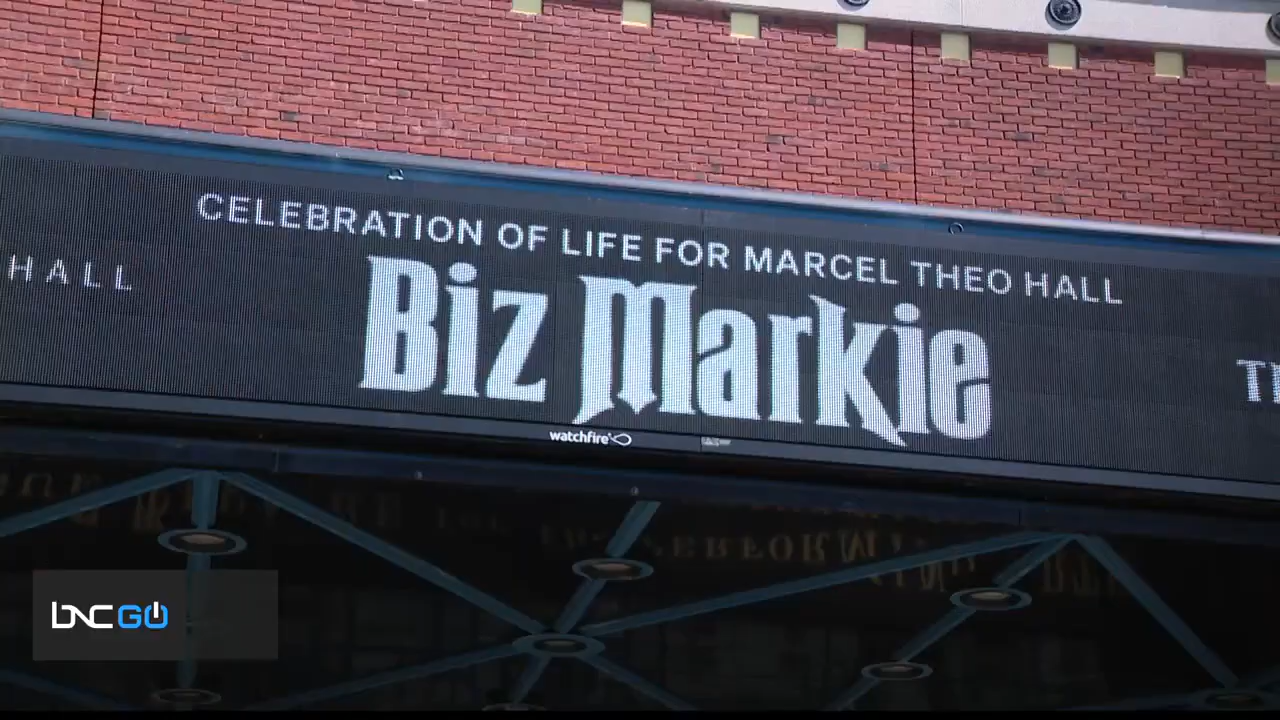 CELEBRATION OF LIFE FOR MARCEL THEO HALL
HALL
Biz Markie
watchfire
BNC GO